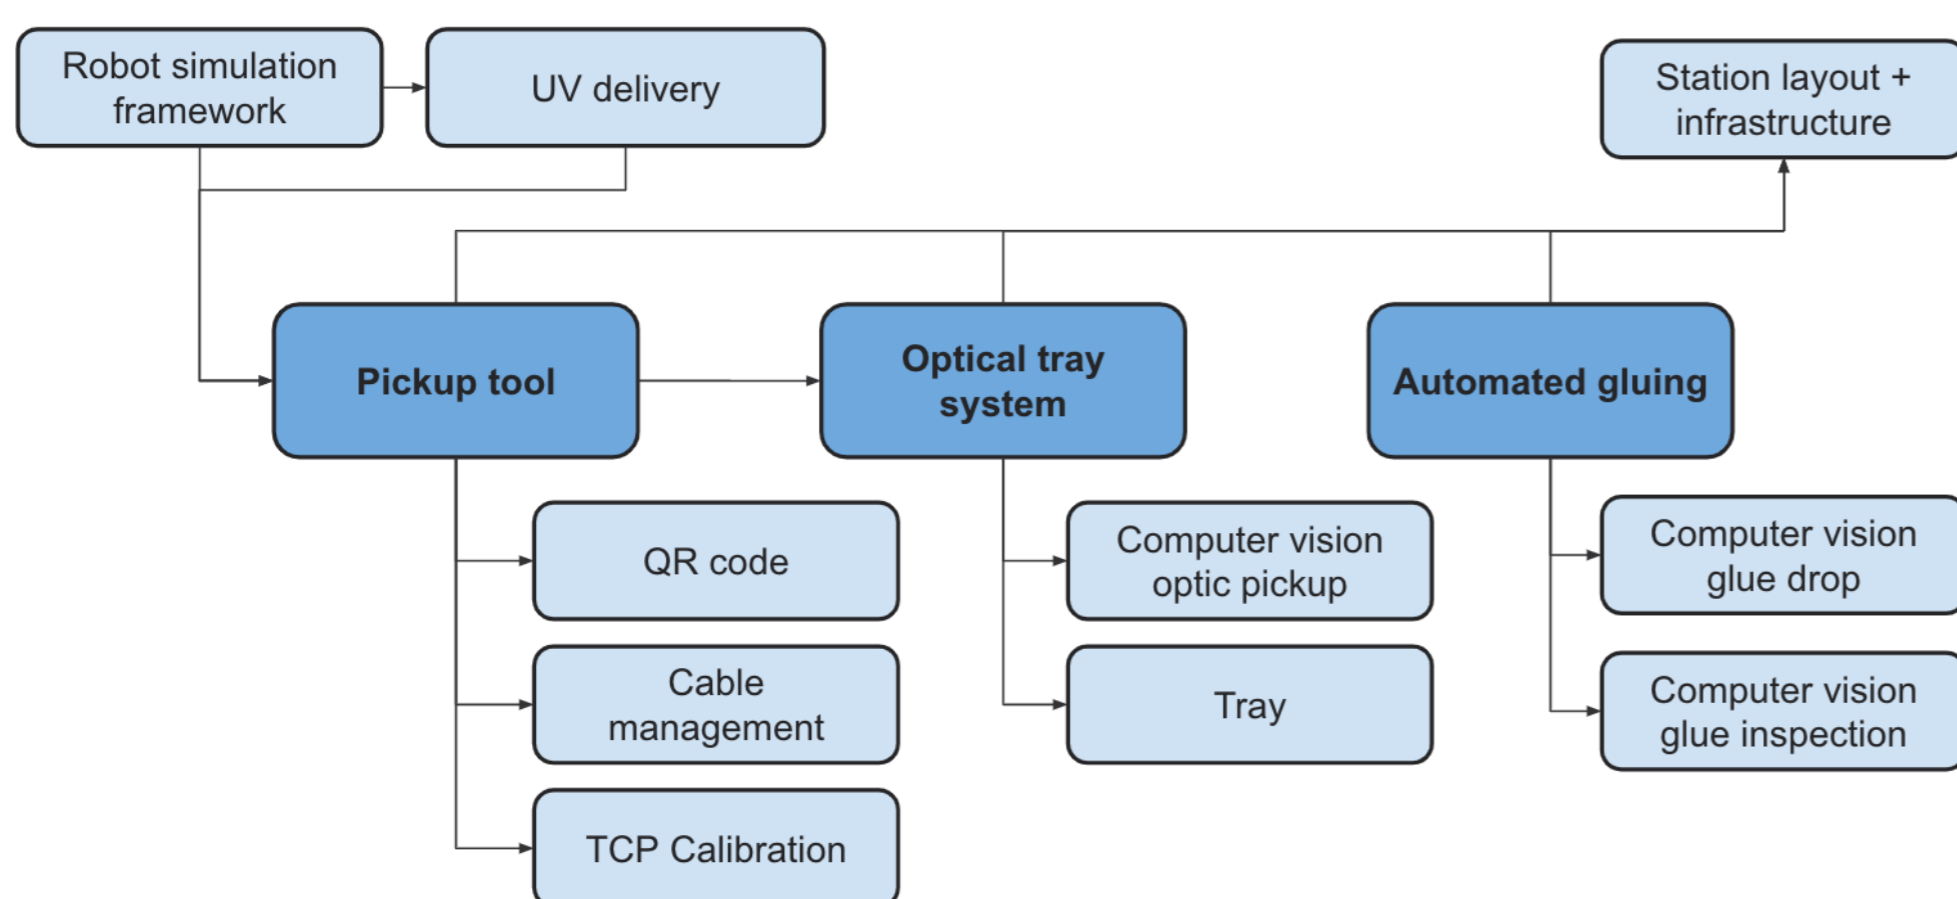 Robot simulation
framework
UV delivery
Station layout +
infrastructure
Pickup tool
Optical tray
system
Automated gluing
QR code
Cable
management
TCP Calibration
Computer vision
optic pickup
Tray
Computer vision
glue drop
Computer vision
glue inspection